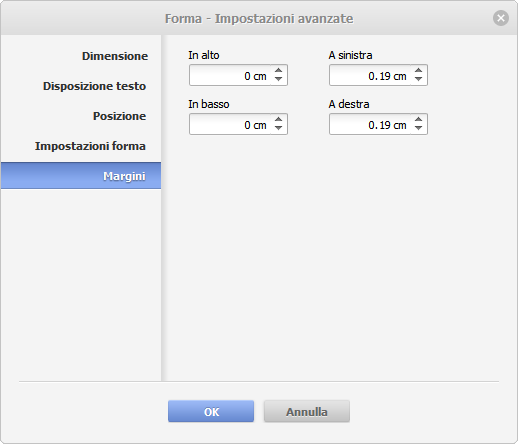 Forma - Impostazioni avanzate
Dimensione
Disposizione testo
Posizione
Impostazioni forma
Margini
In alto A sinistra
0 cm 0.19 cm
In basso A destra
0 cm 0.19 cm
OK Annulla